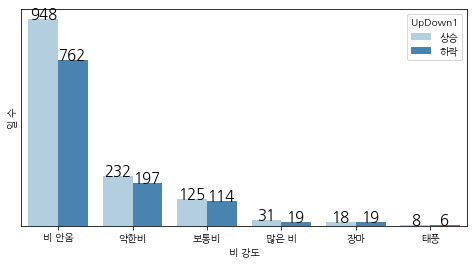 UpDown1
상승
하락
948
762
232
197
125
114
31
19
18
19
8
6
일 수
비 안옴
약한비
보통비
많은 비
장마
태풍
비 강도